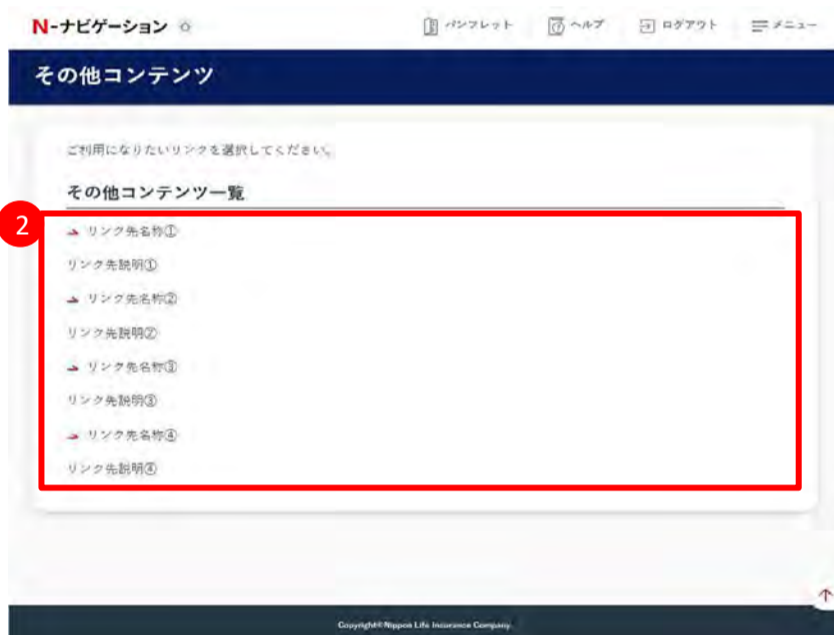 N-ナビゲーション
パンフレット ヘルプ ログアウト メニュー
その他コンテンツ
ご利用になりたいリンクを選択してください。
その他コンテンツ一覧
2
リンク先名称①
リンク先説明①
リンク先名称②
リンク先説明②
リンク先名称③
リンク先説明③
リンク先名称④
リンク先説明④
Copyright© Nippon Life Insurance Company